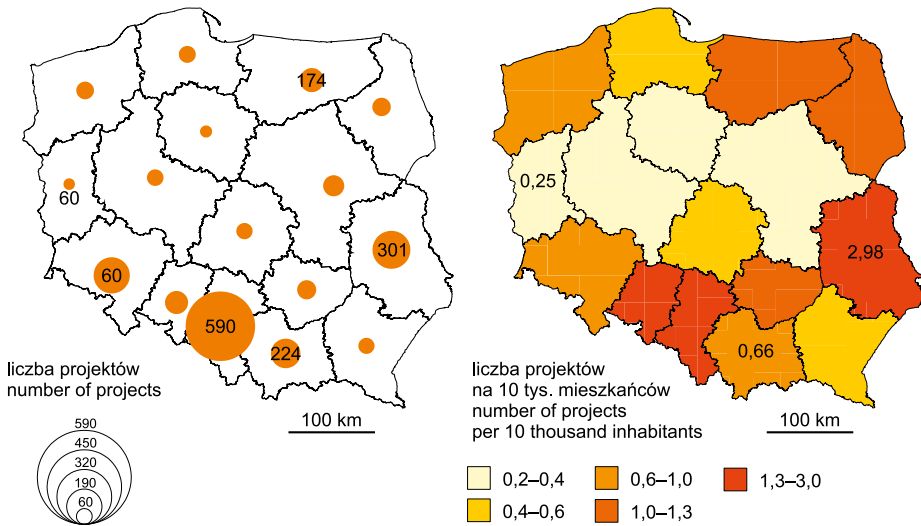 174
60
301
60
590
224
liczba projektów
number of projects
590
450
320
190
60
100 km
0,25
2,98
0,66
liczba projektów
na 10 tys. mieszkańców
number of projects
per 10 thousand inhabitants
100 km
0,2–0,4
0,6–1,0
1,3–3,0
0,4–0,6
1,0–1,3